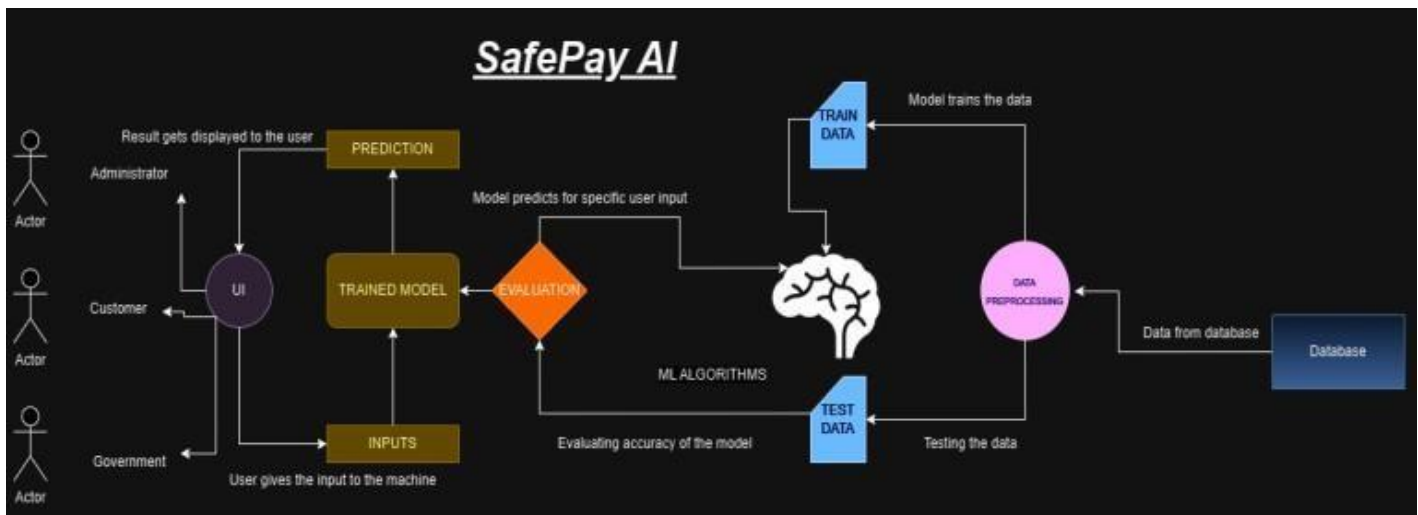 SafePay AI
Model trains the data
TRAIN
DATA
Result gets displayed to the user
PREDICTION
Administrator
Model predicts for specific user input
Actor
UI
TRAINED MODEL
EVALUATION
DATA
PREPROCESSING
Customer
Data from database
Database
Actor
ML ALGORITHMS
TEST
DATA
INPUTS
Evaluating accuracy of the model
Testing the data
Government
User gives the input to the machine
Actor